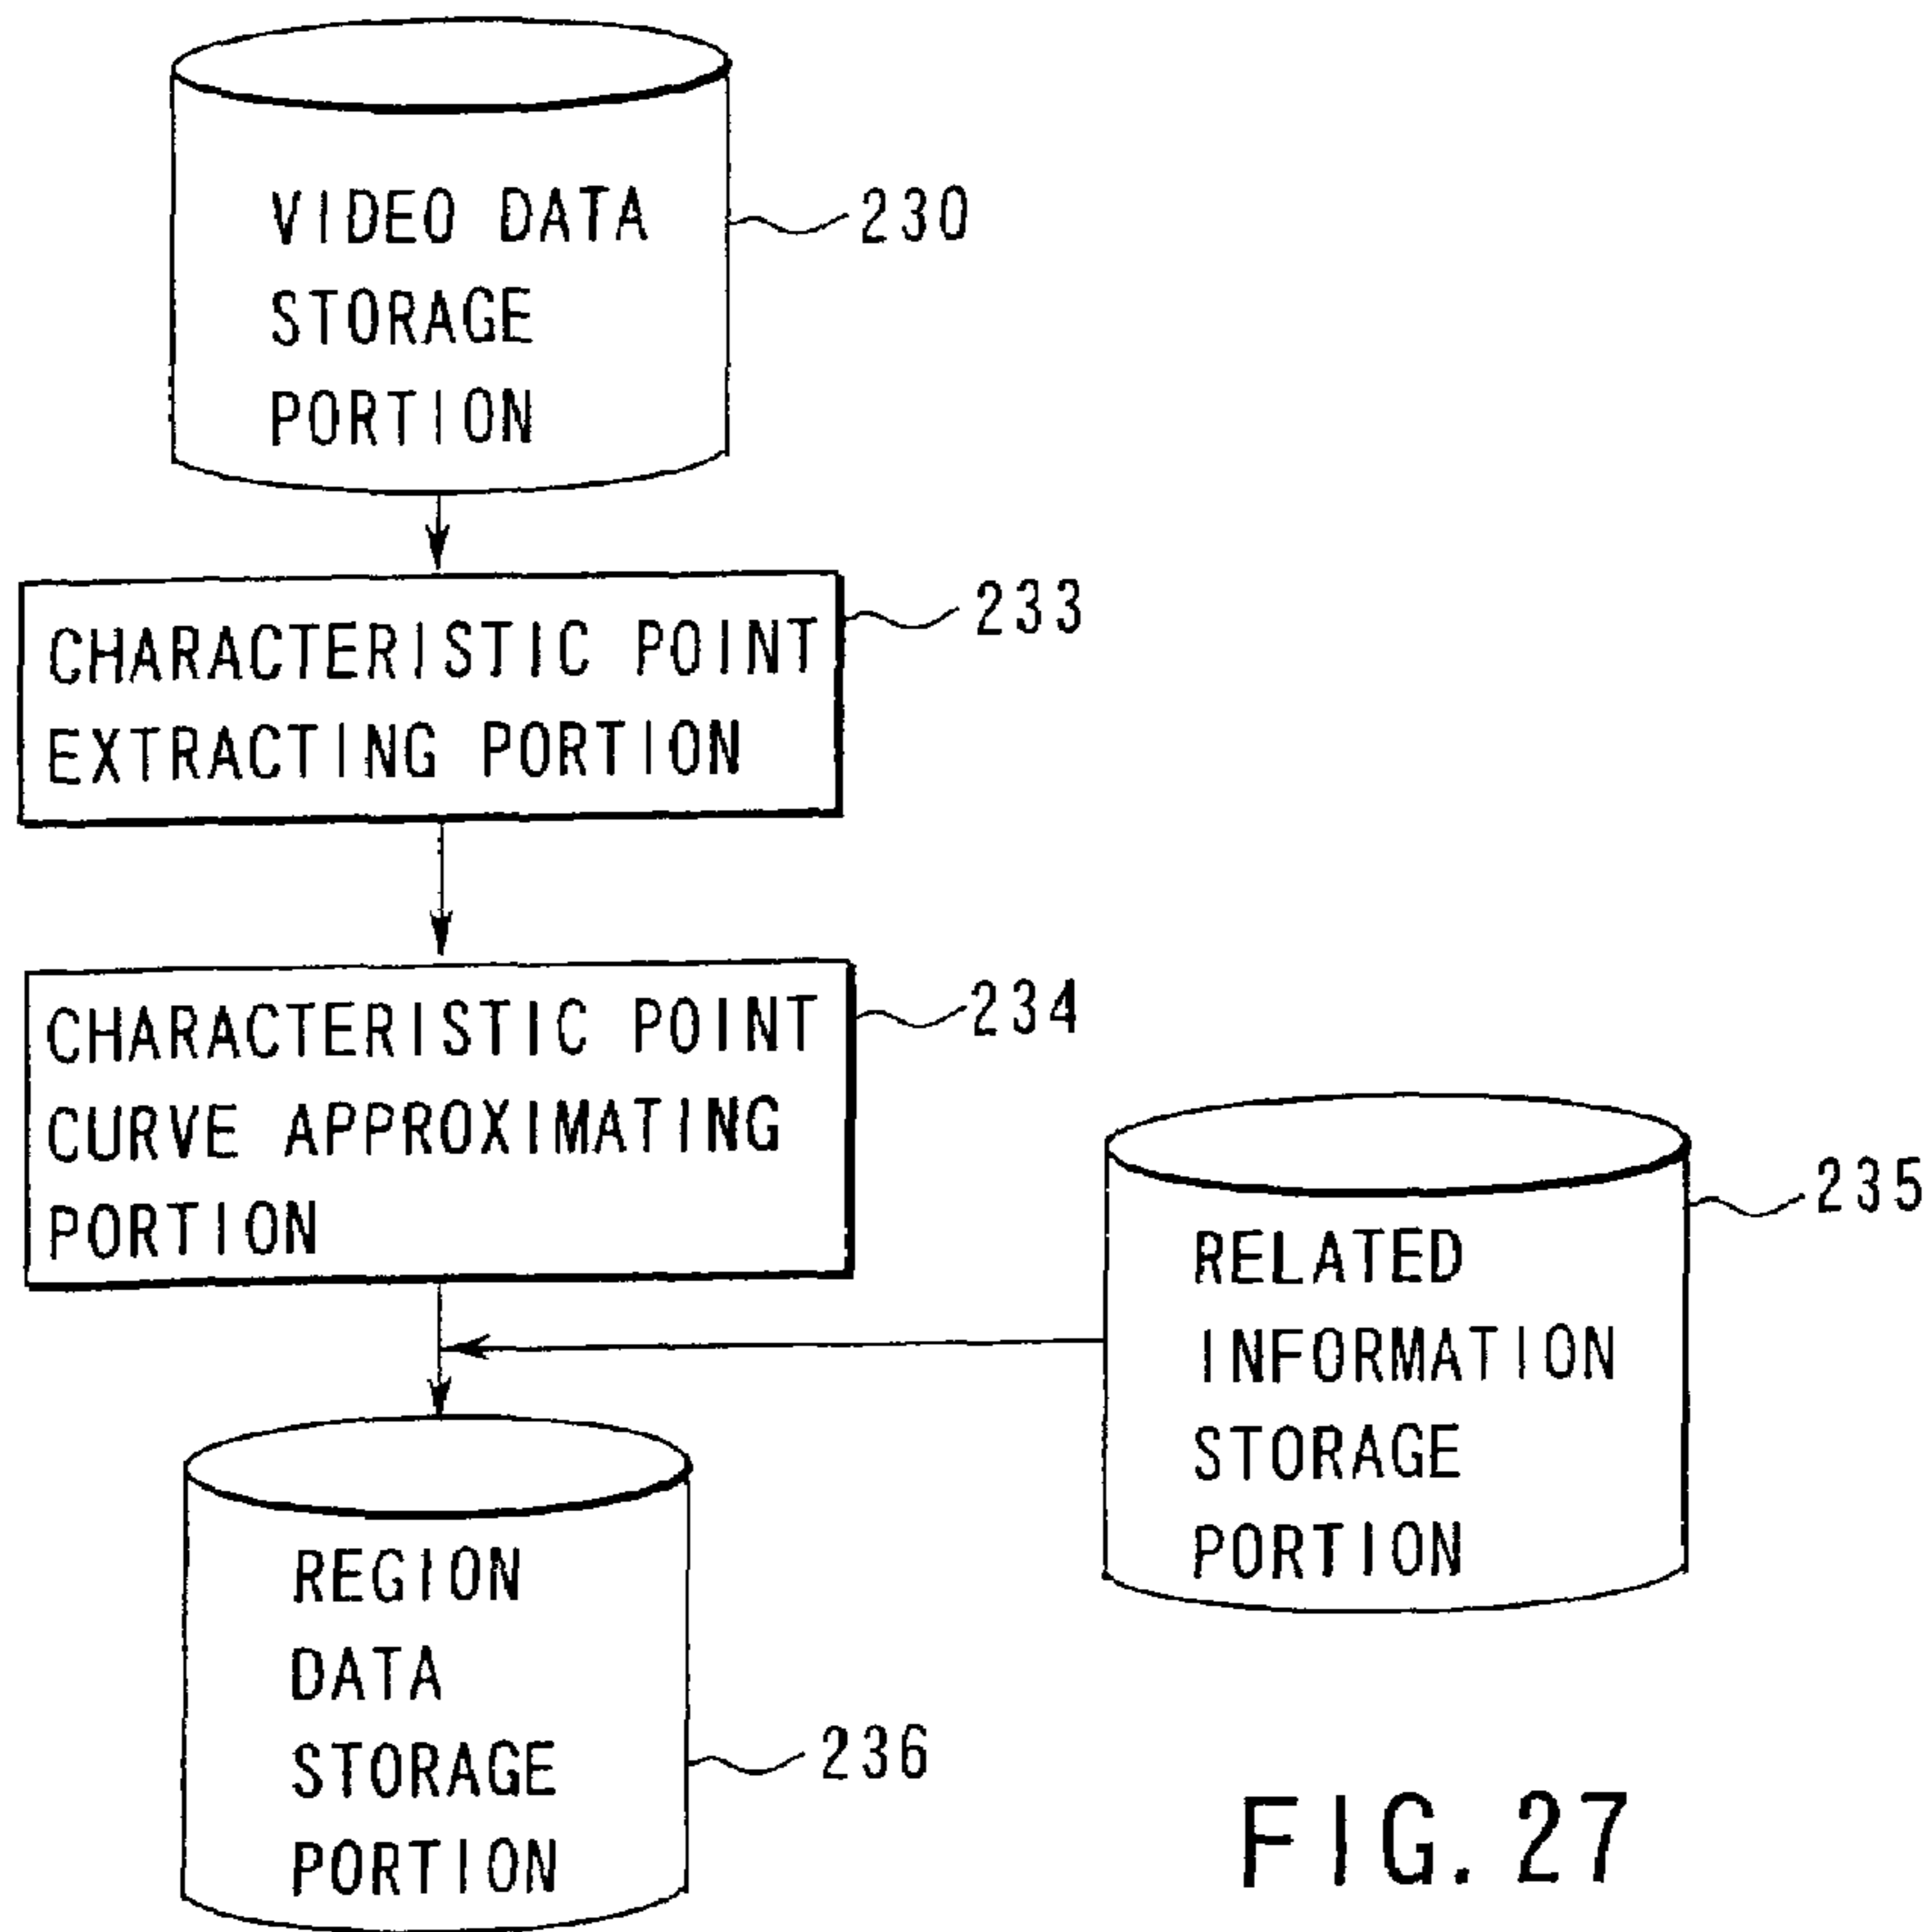 VIDEO DATA
STORAGE
PORTION
230
CHARACTERISTIC POINT
EXTRACTING PORTION
233
CHARACTERISTIC POINT
CURVE APPROXIMATING
PORTION
234
RELATED
INFORMATION
STORAGE
PORTION
235
REGION
DATA
STORAGE
PORTION
236
FIG. 27